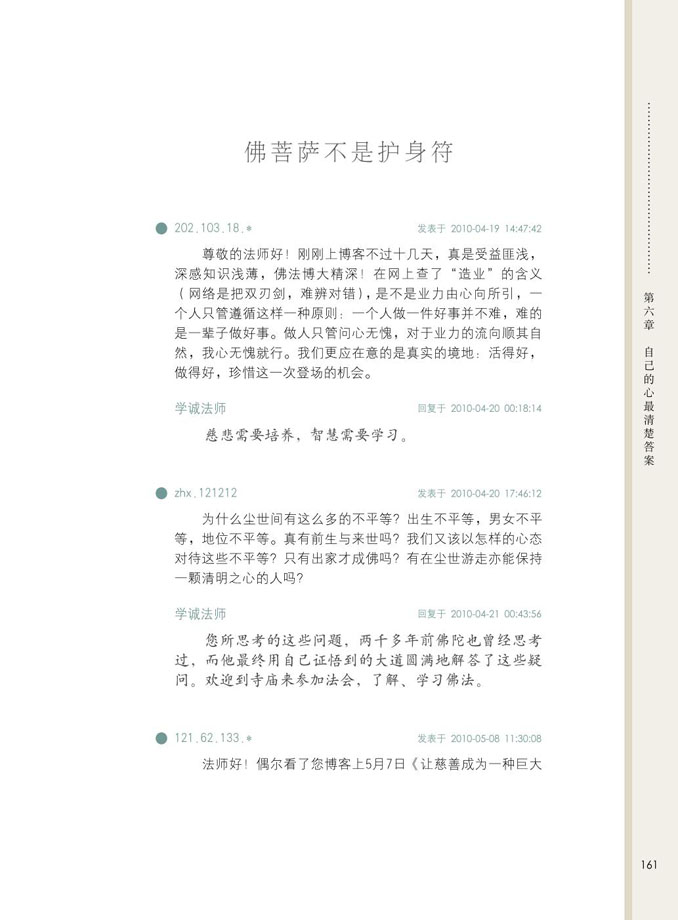 佛菩萨不是护身符
202.103.18.* 发表于 2010-04-19 14:47:42
尊敬的法师好！刚刚上博客不过十几天，真是受益匪浅，
深感知识浅薄，佛法博大精深！在网上查了“造业”的含义
（网络是把双刃剑，难辨对错），是不是业力由心向所引，一
个人只管遵循这样一种原则：一个人做一件好事并不难，难的
是一辈子做好事。做人只管问心无愧，对于业力的流向顺其自
然，我心无愧就行。我们更应在意的是真实的境地：活得好，
做得好，珍惜这一次登场的机会。
学诚法师 回复于 2010-04-20 00:18:14
慈悲需要培养，智慧需要学习。
zhx.121212 发表于 2010-04-20 17:46:12
为什么尘世间有这么多的不平等？出生不平等，男女不平
等，地位不平等。真有前生与来世吗？我们又该以怎样的心态
对待这些不平等？只有出家才成佛吗？有在尘世游走亦能保持
一颗清明之心的人吗？
学诚法师 回复于 2010-04-21 00:43:56
您所思考的这些问题，两千多年前佛陀也曾经思考
过，而他最终用自己证悟到的大道圆满地解答了这些疑
问。欢迎到寺庙来参加法会，了解、学习佛法。
121.62.133.* 发表于 2010-05-08 11:30:08
法师好！偶尔看了您博客上5月7日《让慈善成为一种巨大
第六章 自己的心最清楚答案
161